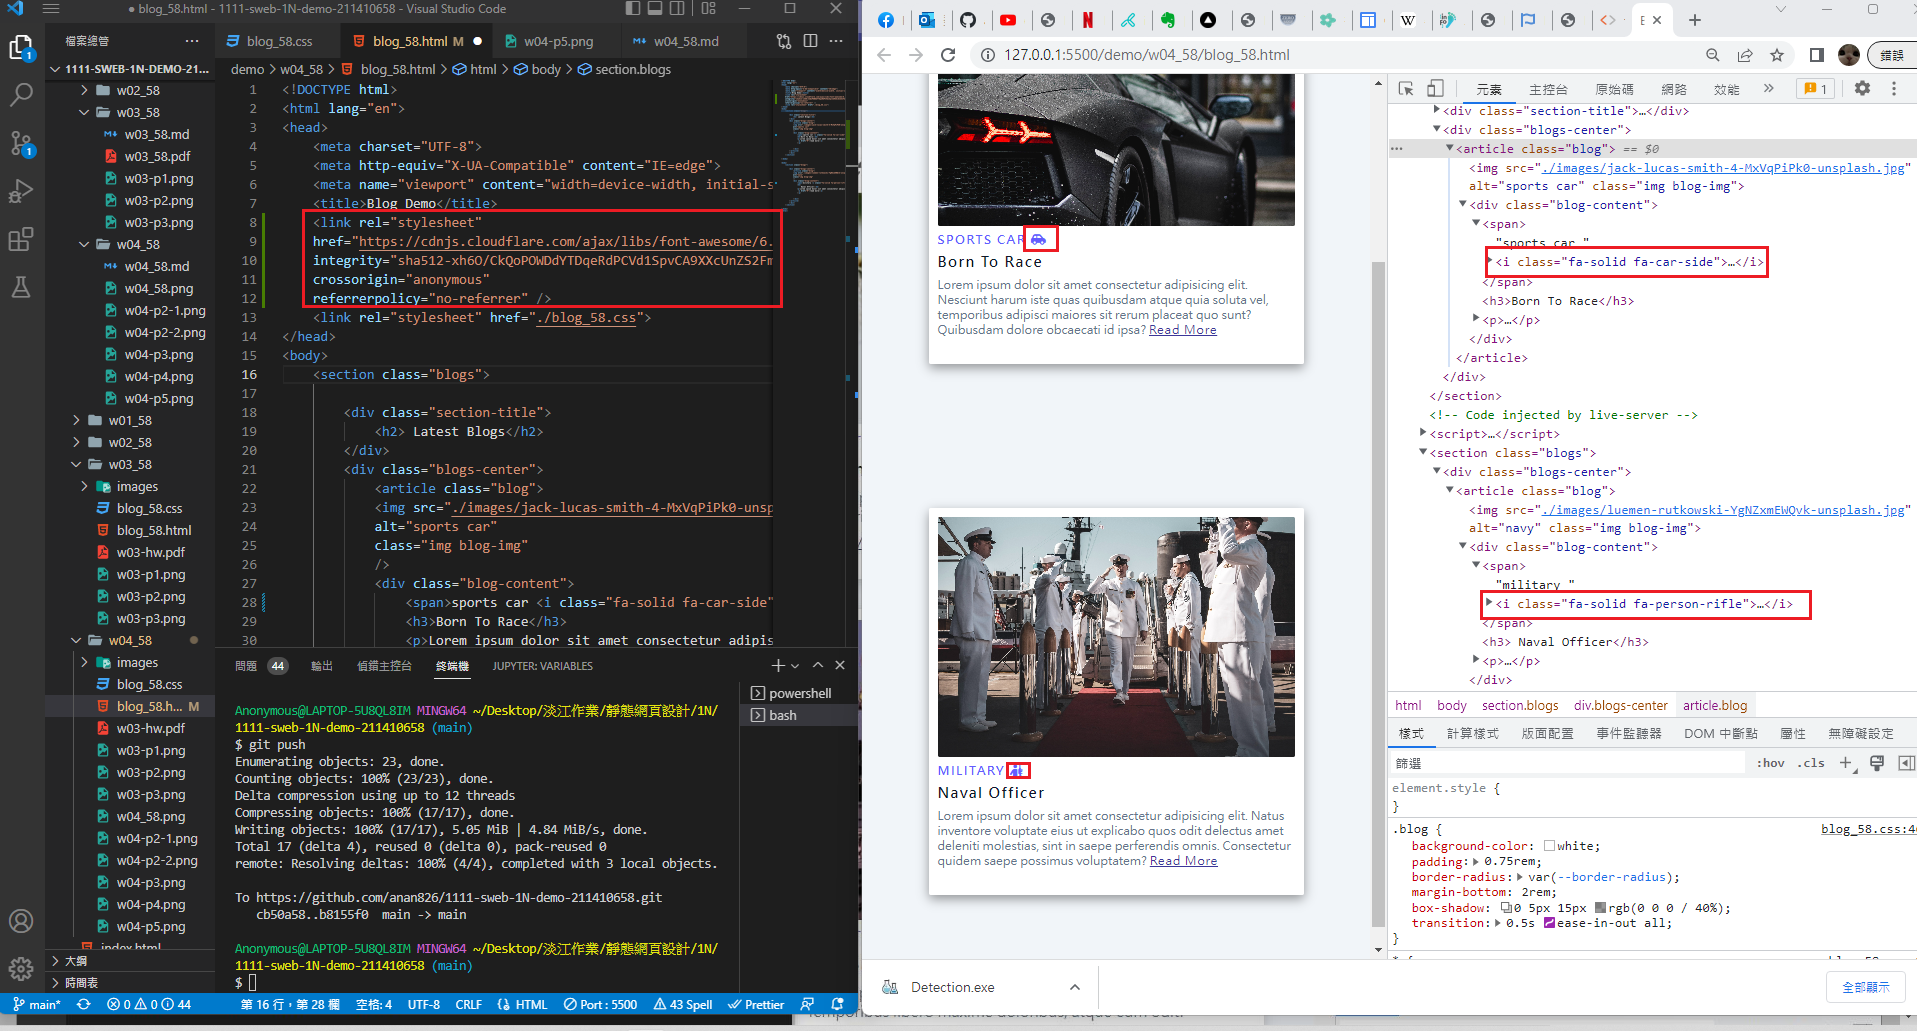 ● blog_58.html - 1111-sweb-1N-demo-211410658 - Visual Studio Code
檔案總管 ···
1111-SWEB-1N-DEMO-21...
w02_58
w03_58
w03_58.md
w03_58.pdf
w03-p1.png
w03-p2.png
w03-p3.png
w04_58
w04_58.md
w04_58.png
w04-p2-1.png
w04-p2-2.png
w04-p3.png
w04-p4.png
w04-p5.png
w01_58
w02_58
w03_58
images
blog_58.css
blog_58.html
w03-hw.pdf
w03-p1.png
w03-p2.png
w03-p3.png
w04_58
images
blog_58.css
blog_58.h... M
w03-hw.pdf
w03-p1.png
w03-p2.png
w03-p3.png
w04_58.png
w04-p2-1.png
w04-p2-2.png
w04-p3.png
w04-p4.png
w04-p5.png
index.html
大綱
時間表
blog_58.css
blog_58.html M ●
w04-p5.png
w04_58.md
demo > w04_58 > blog_58.html > html > body > section.blogs
1 <!DOCTYPE html>
2 <html lang="en">
3 <head>
4 <meta charset="UTF-8">
5 <meta http-equiv="X-UA-Compatible" content="IE=edge">
6 <meta name="viewport" content="width=device-width, initial-s
7 <title>Blog Demo</title>
8 <link rel="stylesheet"
9 href="https://cdnjs.cloudflare.com/ajax/libs/font-awesome/6.
10 integrity="sha512-xh6O/CkQoPOWDdYTDqeRdPCVd1SpvCA9XXcUnZS2Fm
11 crossorigin="anonymous"
12 referrerpolicy="no-referrer" />
13 <link rel="stylesheet" href="./blog_58.css">
14 </head>
15 <body>
16 <section class="blogs">
17
18 <div class="section-title">
19 <h2> Latest Blogs</h2>
20 </div>
21 <div class="blogs-center">
22 <article class="blog">
23 <img src="./images/jack-lucas-smith-4-MxVqPiPk0-unsp
24 alt="sports car"
25 class="img blog-img"
26 />
27 <div class="blog-content">
28 <span>sports car <i class="fa-solid fa-car-side"
29 <h3>Born To Race</h3>
30 <p>Lorem ipsum dolor sit amet consectetur adipis
問題 44 輸出 偵錯主控台 終端機 JUPYTER: VARIABLES
powershell
bash
Anonymous@LAPTOP-5U8QL8IM MINGW64 ~/Desktop/淡江作業/靜態網頁設計/1N/
1111-sweb-1N-demo-211410658 (main)
$ git push
Enumerating objects: 23, done.
Counting objects: 100% (23/23), done.
Delta compression using up to 12 threads
Compressing objects: 100% (17/17), done.
Writing objects: 100% (17/17), 5.05 MiB | 4.84 MiB/s, done.
Total 17 (delta 4), reused 0 (delta 0), pack-reused 0
remote: Resolving deltas: 100% (4/4), completed with 3 local objects.
To https://github.com/anan826/1111-sweb-1N-demo-211410658.git
cb50a58..b8155f0 main -> main
Anonymous@LAPTOP-5U8QL8IM MINGW64 ~/Desktop/淡江作業/靜態網頁設計/1N/
1111-sweb-1N-demo-211410658 (main)
$
main* 0 0 44 第 16 行，第 28 欄 空格: 4 UTF-8 CRLF HTML Port : 5500 43 Spell Prettier
127.0.0.1:5500/demo/w04_58/blog_58.html
錯誤
SPORTS CAR
Born To Race
Lorem ipsum dolor sit amet consectetur adipisicing elit.
Nesciunt harum iste quas quibusdam atque quia soluta vel,
temporibus adipisci maiores sit rerum placeat quo sunt?
Quibusdam dolore obcaecati id ipsa? Read More
MILITARY
Naval Officer
Lorem ipsum dolor sit amet consectetur adipisicing elit. Natus
inventore voluptate eius ut explicabo quos odit delectus amet
deleniti molestias, sint in saepe perferendis omnis. Consectetur
quidem saepe possimus voluptatem? Read More
元素 主控台 原始碼 網路 效能 » 1
<div class="section-title">…</div>
<div class="blogs-center">
<article class="blog"> == $0
<img src="./images/jack-lucas-smith-4-MxVqPiPk0-unsplash.jpg"
alt="sports car" class="img blog-img">
<div class="blog-content">
<span>
"sports car "
<i class="fa-solid fa-car-side">…</i>
</span>
<h3>Born To Race</h3>
<p>…</p>
</div>
</article>
</div>
</section>
<!-- Code injected by live-server -->
<script>…</script>
<section class="blogs">
<div class="blogs-center">
<article class="blog">
<img src="./images/luemen-rutkowski-YgNZxmEWQvk-unsplash.jpg"
alt="navy" class="img blog-img">
<div class="blog-content">
<span>
"military "
<i class="fa-solid fa-person-rifle">…</i>
</span>
<h3> Naval Officer</h3>
<p>…</p>
</div>
html body section.blogs div.blogs-center article.blog
樣式 計算樣式 版面配置 事件監聽器 DOM 中斷點 屬性 無障礙設定
篩選 :hov .cls
element.style {
}
.blog { blog_58.css:4
background-color: white;
padding: 0.75rem;
border-radius: var(--border-radius);
margin-bottom: 2rem;
box-shadow: 0 5px 15px rgb(0 0 0 / 40%);
transition: 0.5s ease-in-out all;
}
Detection.exe
全部顯示